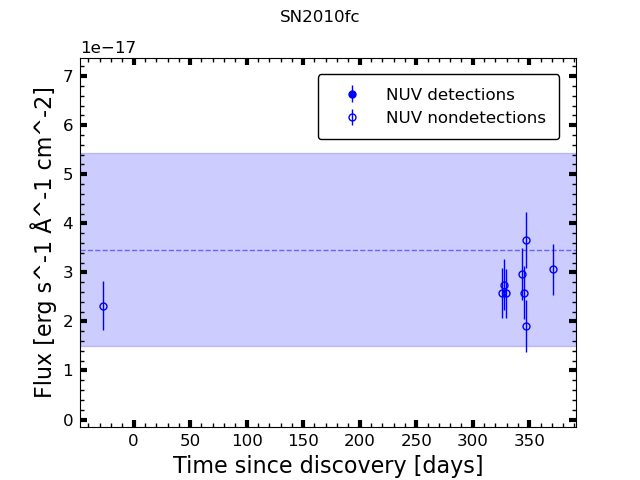 SN2010fc
1e−17
7
6
5
4
3
2
1
0
Flux [erg s^-1 Å^-1 cm^-2]
NUV detections
NUV nondetections
0 50 100 150 200 250 300 350
Time since discovery [days]